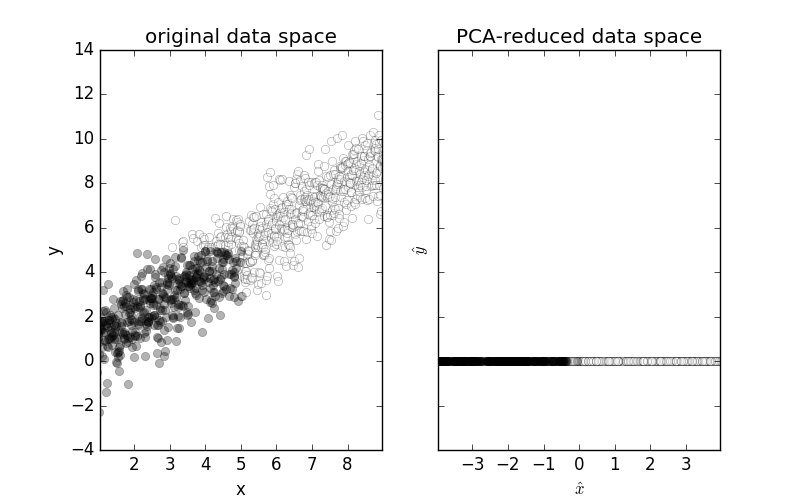 original data space
PCA-reduced data space
14
12
10
8
6
4
2
0
−2
−4
y
ŷ
2 3 4 5 6 7 8
−3 −2 −1 0 1 2 3
x
x̂